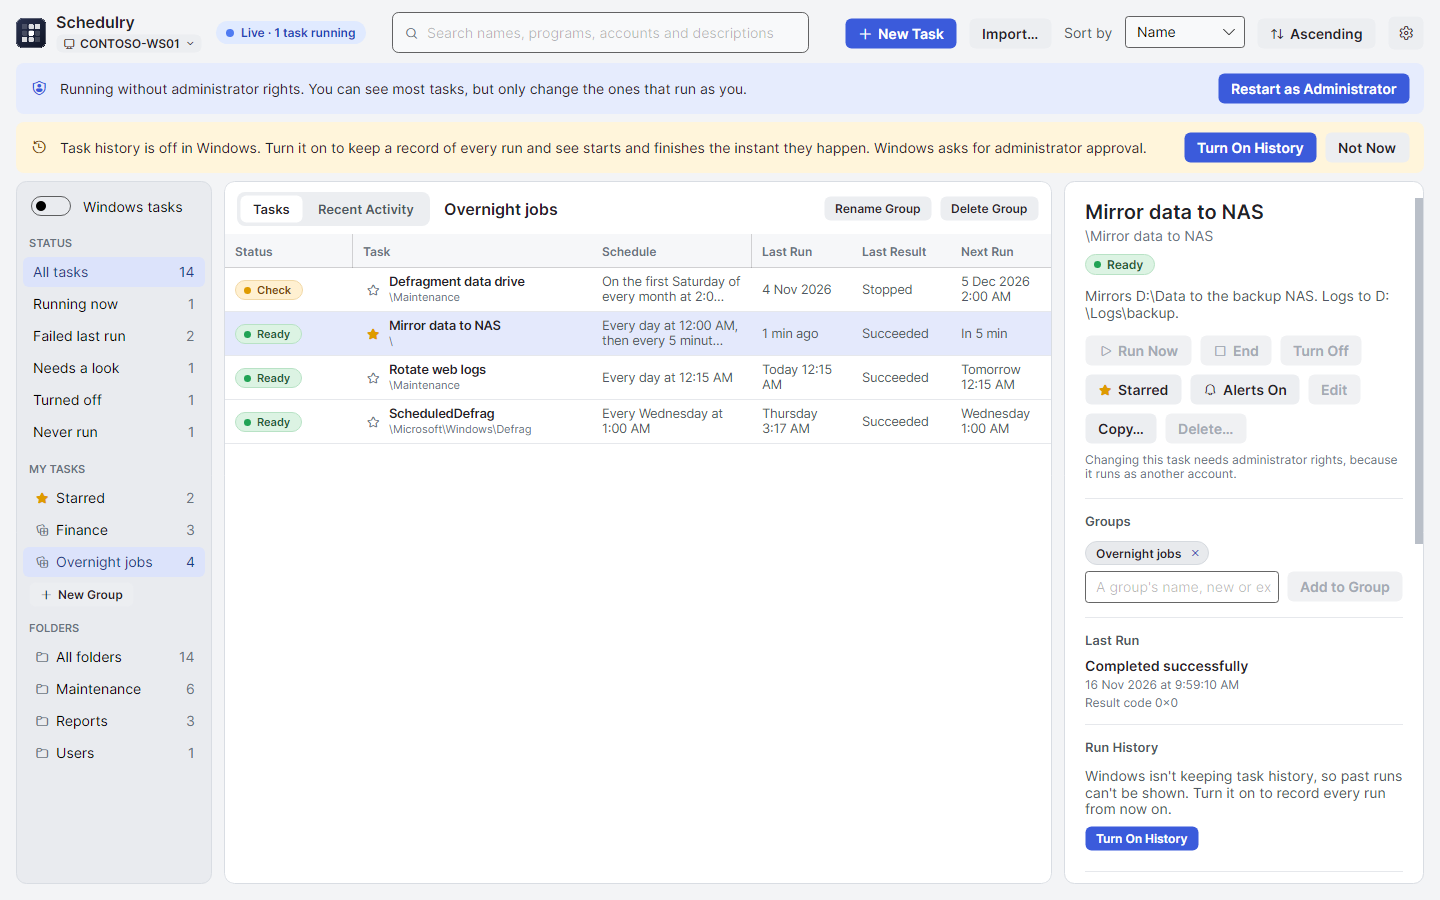 Schedulry
CONTOSO-WS01
Live · 1 task running
Search names, programs, accounts and descriptions
New Task
Import...
Sort by
Name
Ascending
Running without administrator rights. You can see most tasks, but only change the ones that run as you.
Restart as Administrator
Task history is off in Windows. Turn it on to keep a record of every run and see starts and finishes the instant they happen. Windows asks for administrator approval.
Turn On History
Not Now
Windows tasks
STATUS
All tasks 14
Running now 1
Failed last run 2
Needs a look 1
Turned off 1
Never run 1
MY TASKS
Starred 2
Finance 3
Overnight jobs 4
New Group
FOLDERS
All folders 14
Maintenance 6
Reports 3
Users 1
Tasks
Recent Activity
Overnight jobs
Rename Group
Delete Group
Status Task Schedule Last Run Last Result Next Run
Check
Defragment data drive
\Maintenance
On the first Saturday of
every month at 2:0...
4 Nov 2026
Stopped
5 Dec 2026
2:00 AM
Ready
Mirror data to NAS
\
Every day at 12:00 AM,
then every 5 minut...
1 min ago
Succeeded
In 5 min
Ready
Rotate web logs
\Maintenance
Every day at 12:15 AM
Today 12:15
AM
Succeeded
Tomorrow
12:15 AM
Ready
ScheduledDefrag
\Microsoft\Windows\Defrag
Every Wednesday at
1:00 AM
Thursday
3:17 AM
Succeeded
Wednesday
1:00 AM
Mirror data to NAS
\Mirror data to NAS
Ready
Mirrors D:\Data to the backup NAS. Logs to D:
\Logs\backup.
Run Now
End
Turn Off
Starred
Alerts On
Edit
Copy...
Delete...
Changing this task needs administrator rights, because
it runs as another account.
Groups
Overnight jobs ×
A group's name, new or ex
Add to Group
Last Run
Completed successfully
16 Nov 2026 at 9:59:10 AM
Result code 0×0
Run History
Windows isn't keeping task history, so past runs
can't be shown. Turn it on to record every run
from now on.
Turn On History